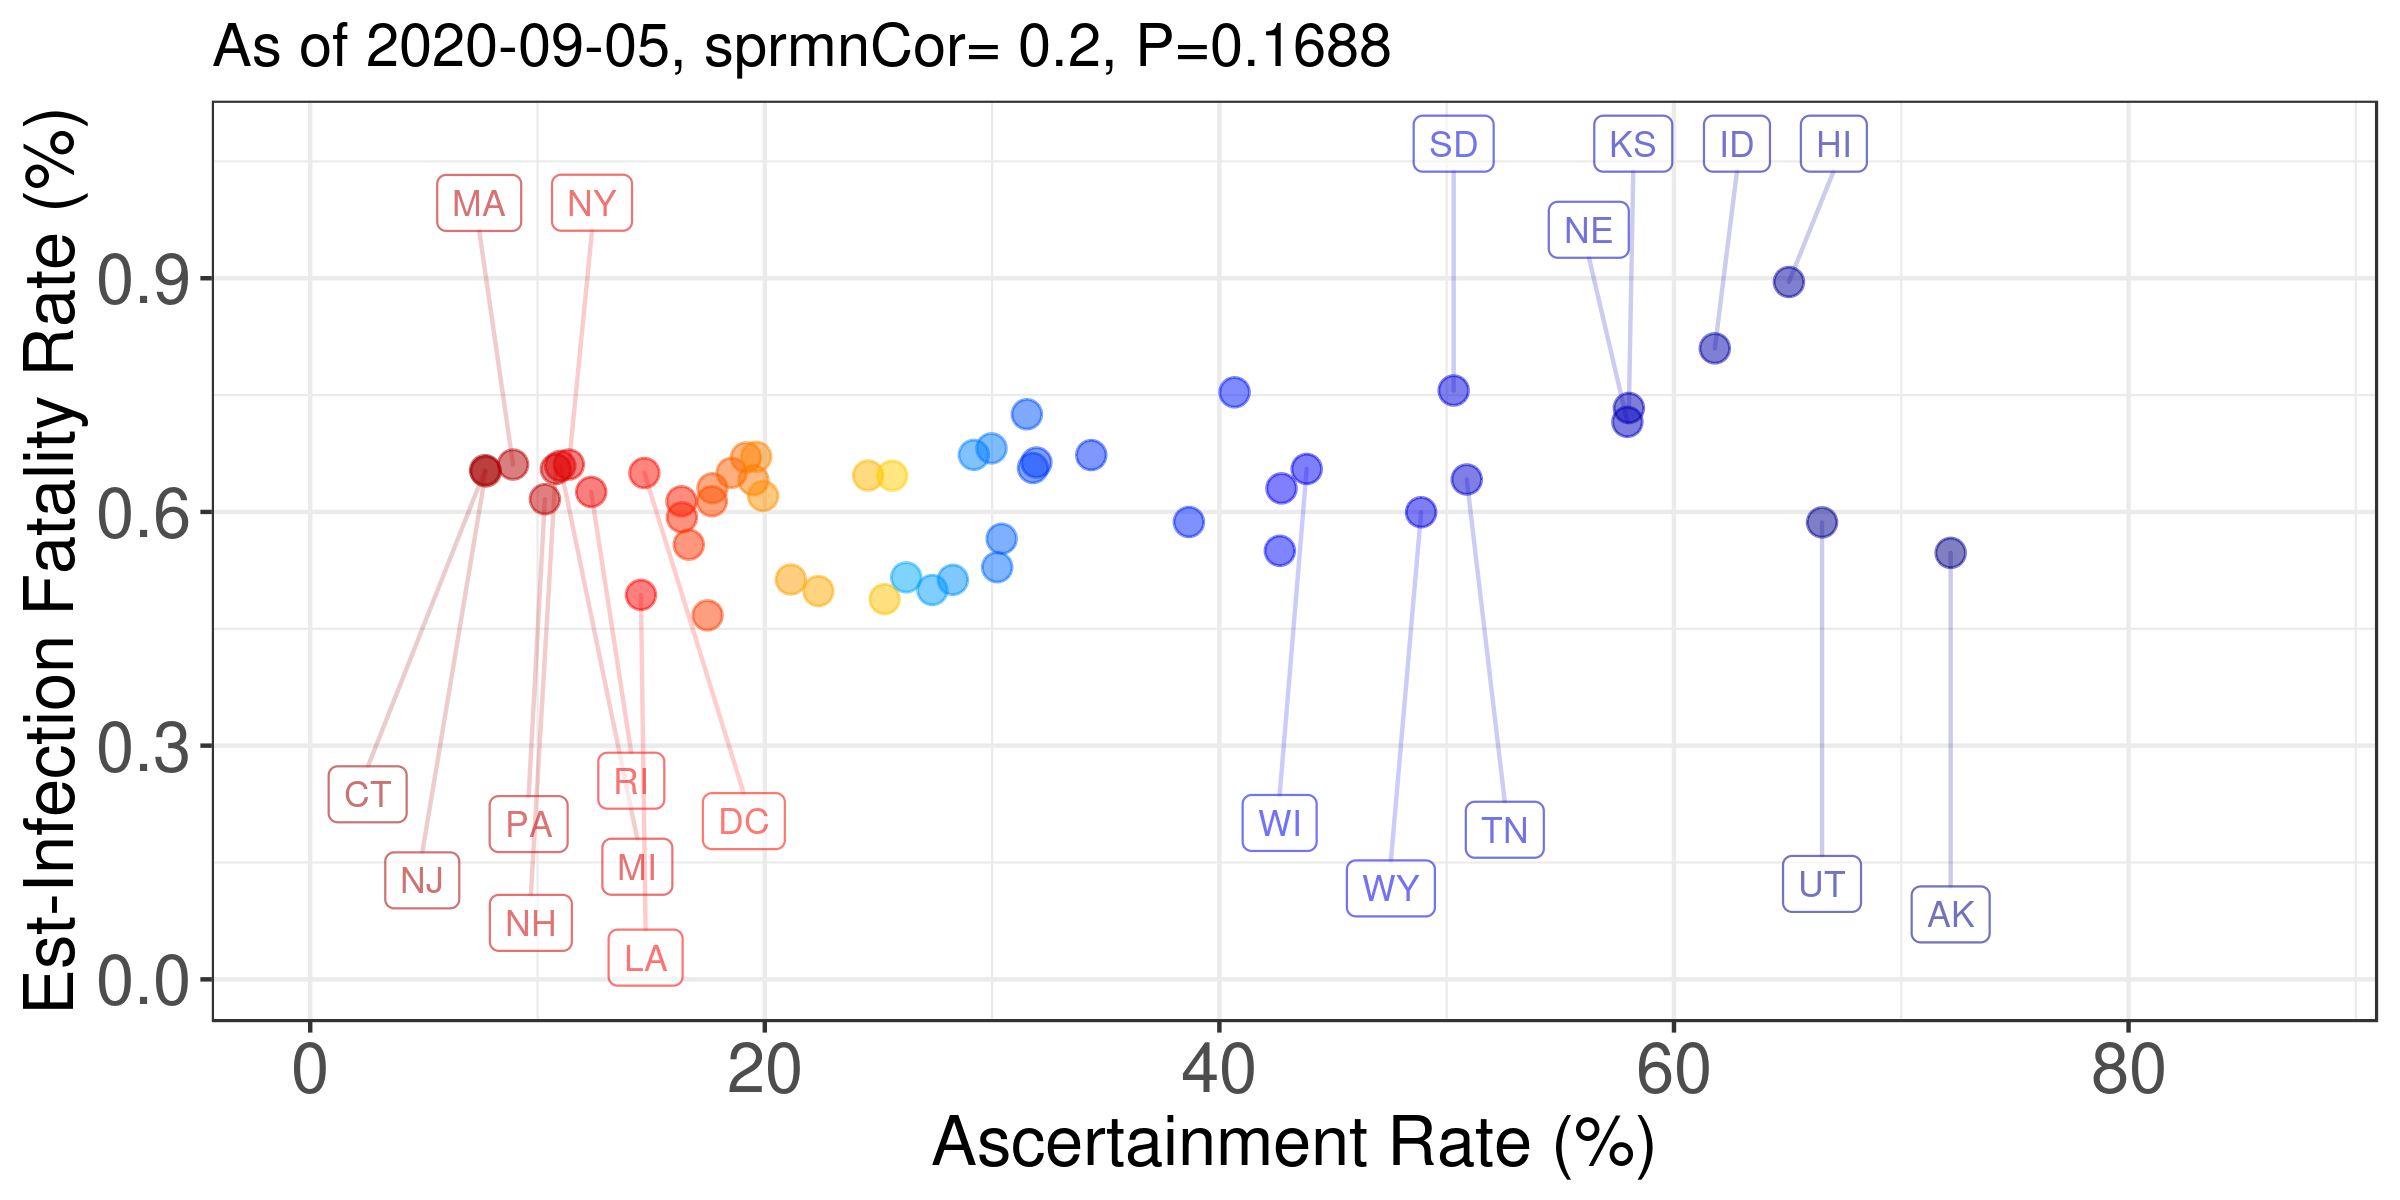 As of 2020-09-05, sprmnCor= 0.2, P=0.1688
Est-Infection Fatality Rate (%)
0.9
0.6
0.3
0.0
SD
KS
ID
HI
MA
NY
NE
CT
RI
PA
DC
WI
TN
MI
NJ
WY
UT
NH
AK
LA
0
20
40
60
80
Ascertainment Rate (%)